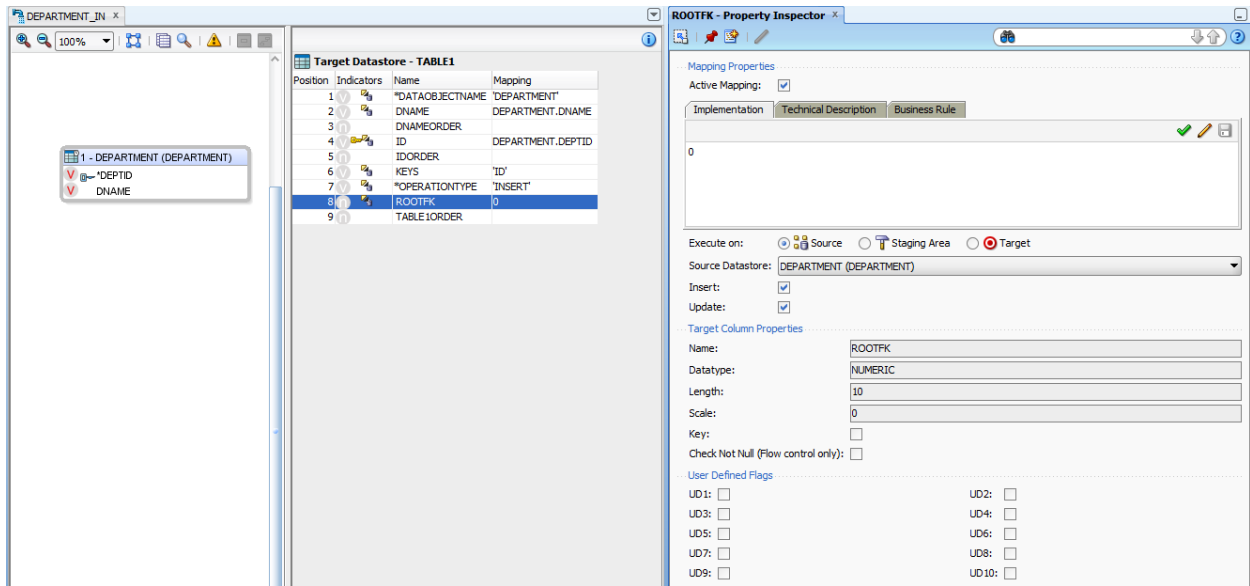 DEPARTMENT_IN x
100%
1 - DEPARTMENT (DEPARTMENT)
V *DEPTID
V DNAME
Target Datastore - TABLE1
Position Indicators Name Mapping
1 V *DATAOBJECTNAME 'DEPARTMENT'
2 V DNAME DEPARTMENT.DNAME
3 n DNAMEORDER
4 V ID DEPARTMENT.DEPTID
5 n IDORDER
6 V KEYS 'ID'
7 V *OPERATIONTYPE 'INSERT'
8 n ROOTFK 0
9 n TABLE1ORDER
ROOTFK - Property Inspector x
Mapping Properties
Active Mapping:
Implementation Technical Description Business Rule
0
Execute on: Source Staging Area Target
Source Datastore: DEPARTMENT (DEPARTMENT)
Insert:
Update:
Target Column Properties
Name: ROOTFK
Datatype: NUMERIC
Length: 10
Scale: 0
Key:
Check Not Null (Flow control only):
User Defined Flags
UD1: UD2:
UD3: UD4:
UD5: UD6:
UD7: UD8:
UD9: UD10: